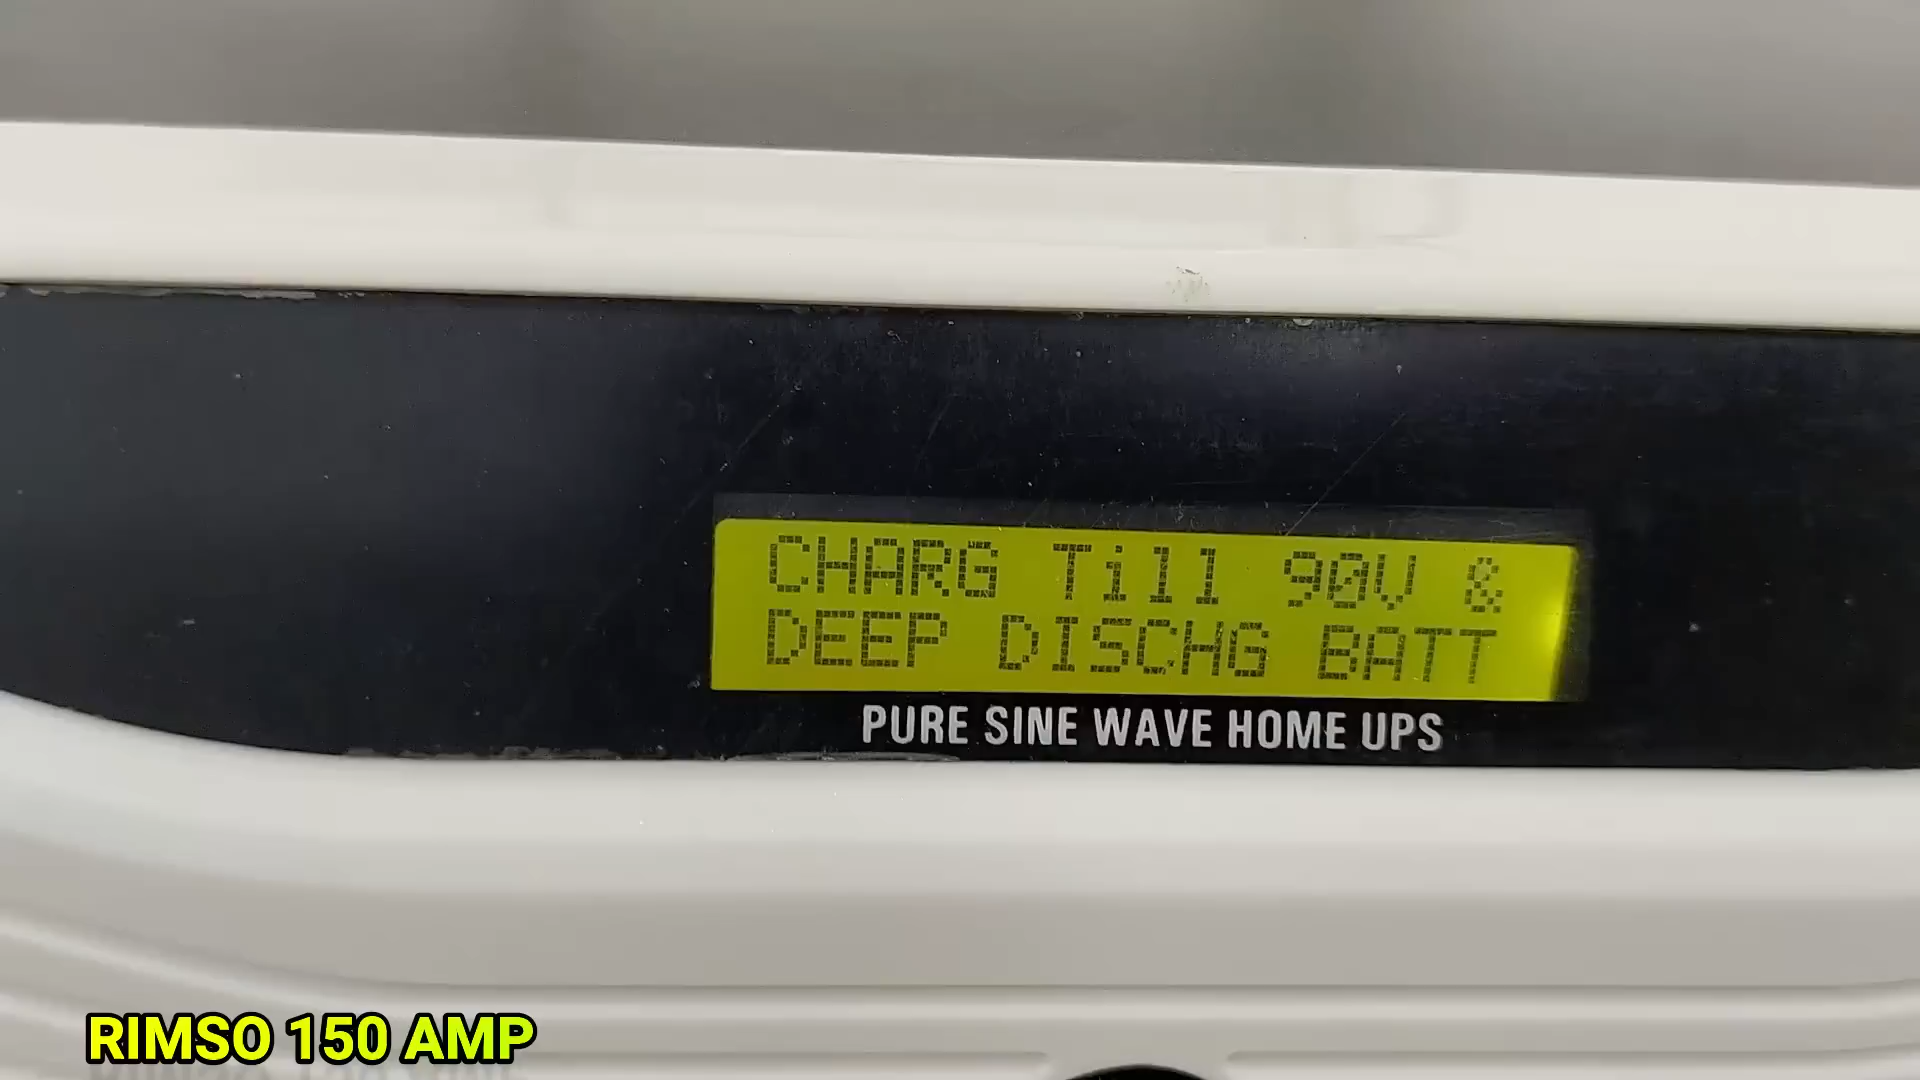 CHARG Till 90V &
DEEP DISCHG BATT
PURE SINE WAVE HOME UPS
RIMSO 150 AMP